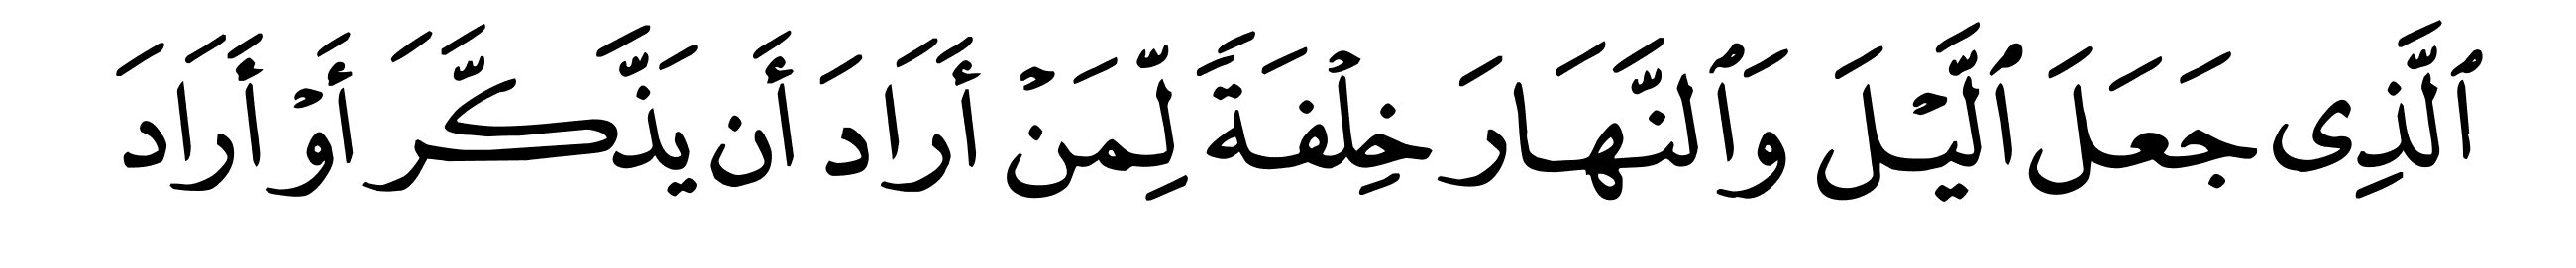 ٱلَّذِى جَعَلَ ٱلَّيْلَ وَٱلنَّهَارَ خِلْفَةً لِّمَنْ أَرَادَ أَن يَذَّكَّرَ أَوْ أَرَادَ